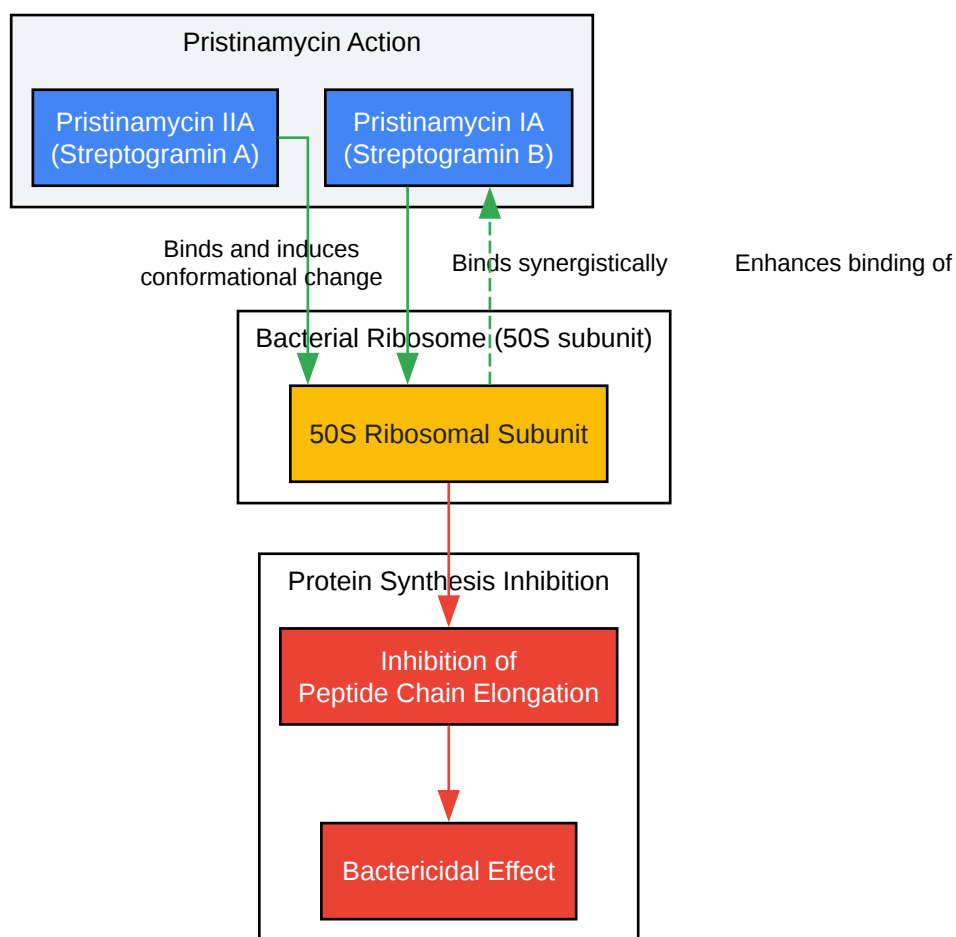 Pristinamycin Action
Pristinamycin IIA
(Streptogramin A)
Pristinamycin IA
(Streptogramin B)
Binds and induces
conformational change
Binds synergistically
Enhances binding of
Bacterial Ribosome (50S subunit)
50S Ribosomal Subunit
Protein Synthesis Inhibition
Inhibition of
Peptide Chain Elongation
Bactericidal Effect